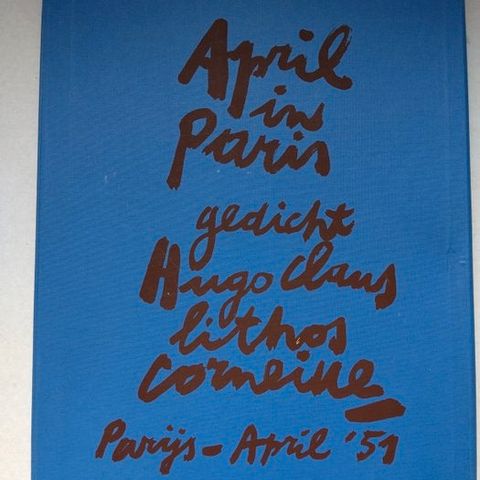 April
in
Paris
gedicht
Hugo Claus
lithos
corneille
Parijs - April '51